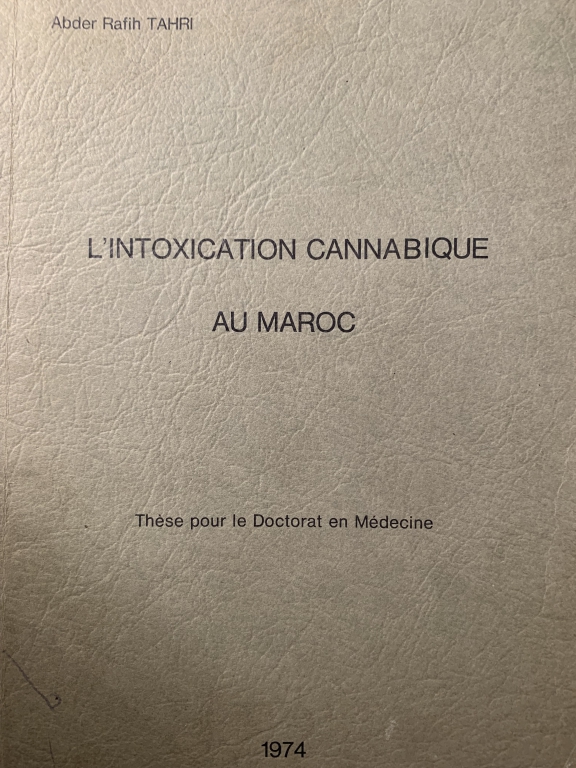 Abder Rafih TAHRI
L'INTOXICATION CANNABIQUE
AU MAROC
Thèse pour le Doctorat en Médecine
1974